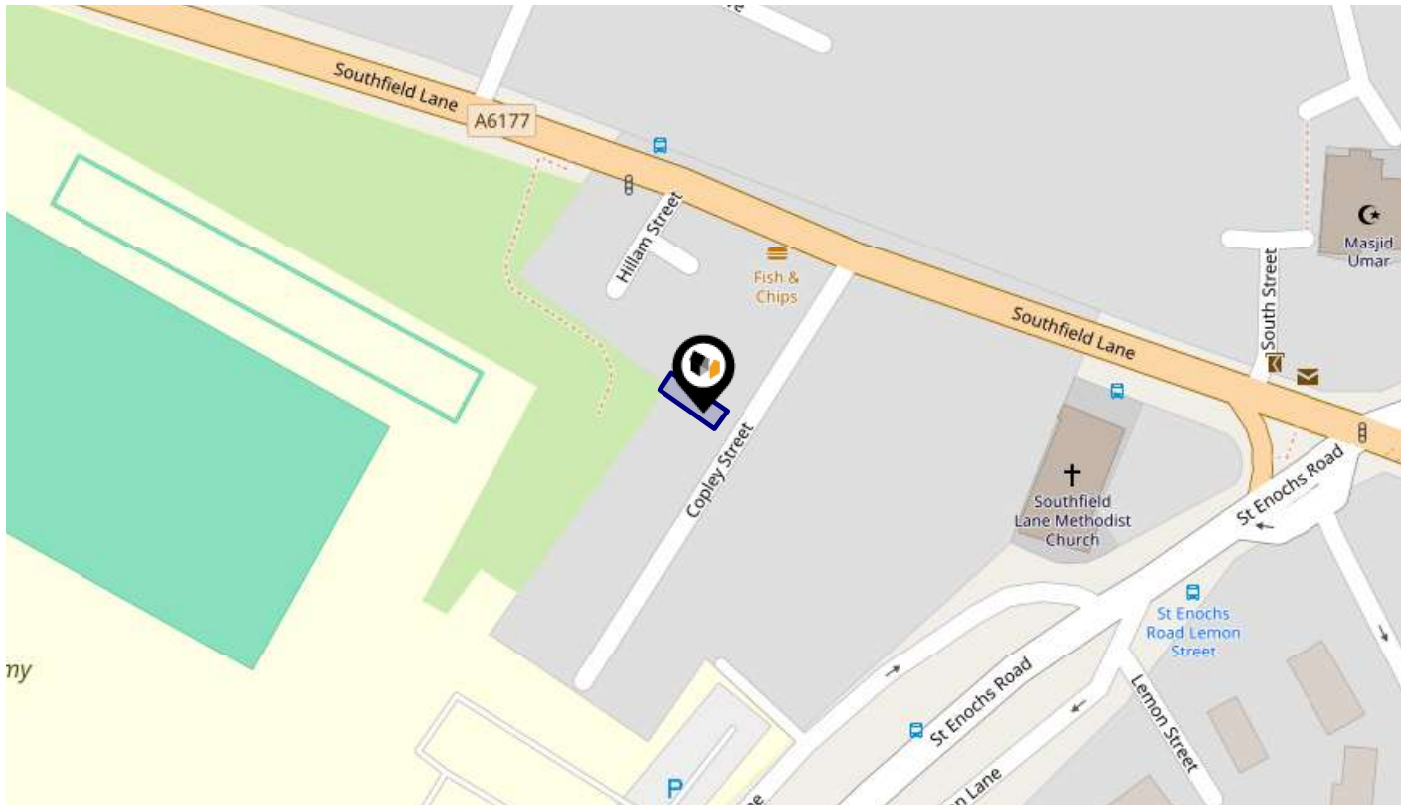 Southfield Lane
A6177
Hillam Street
Fish &
Chips
Masjid
Umar
South Street
Southfield Lane
Copley Street
Southfield
Lane Methodist
Church
St Enochs Road
St Enochs
Road Lemon
Street
my
St Enochs Road
Lemon Street
P
Lane